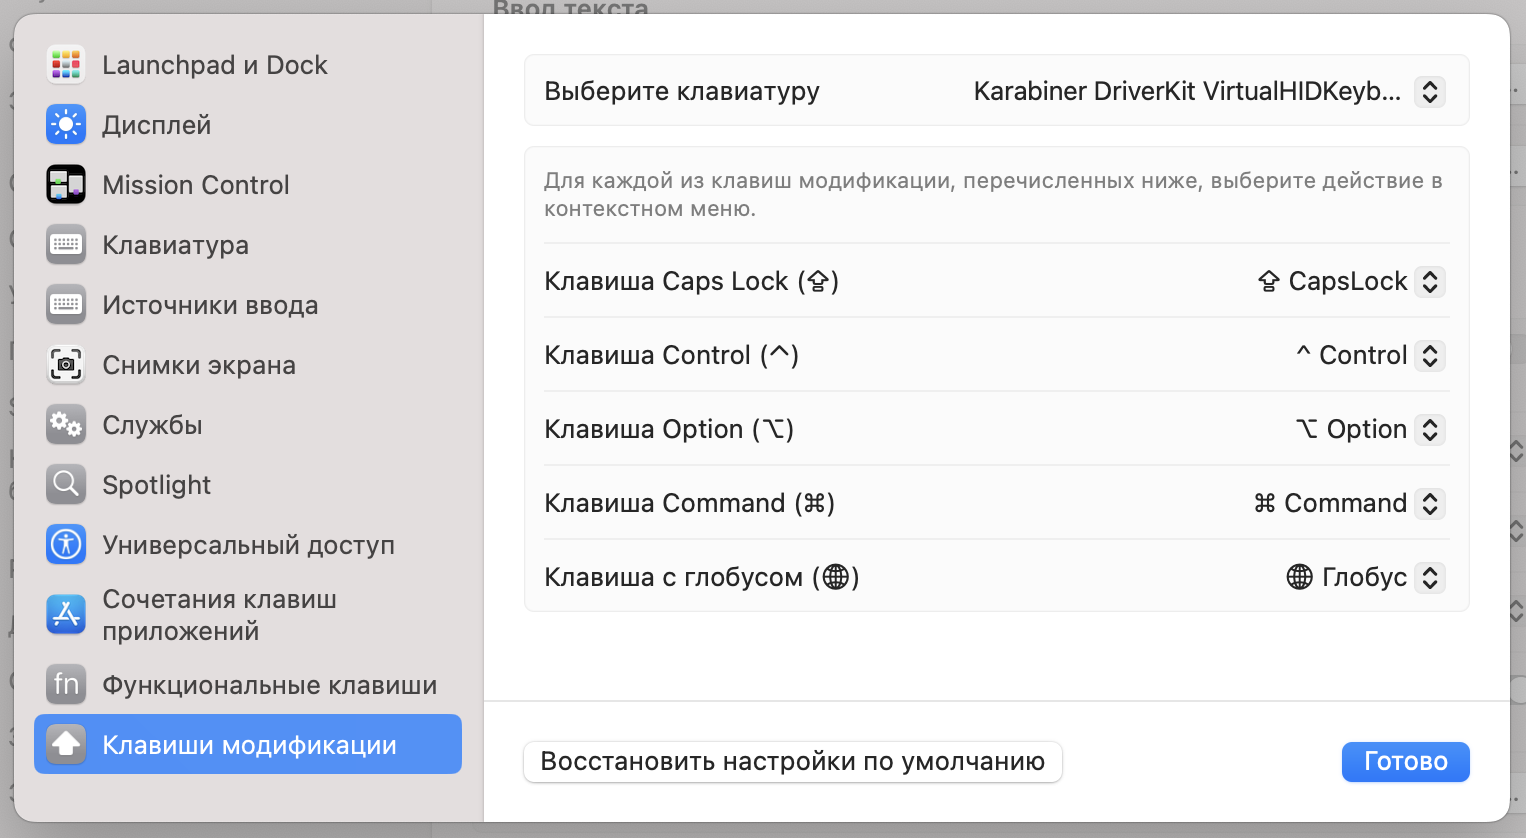 Ввод текста
Launchpad и Dock
Дисплей
Mission Control
Клавиатура
Источники ввода
Снимки экрана
Службы
Spotlight
Универсальный доступ
Сочетания клавиш
приложений
fn Функциональные клавиши
Клавиши модификации
Выберите клавиатуру Karabiner DriverKit VirtualHIDKeyb...
Для каждой из клавиш модификации, перечисленных ниже, выберите действие в
контекстном меню.
Клавиша Caps Lock (⇪) ⇪ CapsLock
Клавиша Control (^) ^ Control
Клавиша Option (⌥) ⌥ Option
Клавиша Command (⌘) ⌘ Command
Клавиша с глобусом (🌐) 🌐 Глобус
Восстановить настройки по умолчанию Готово